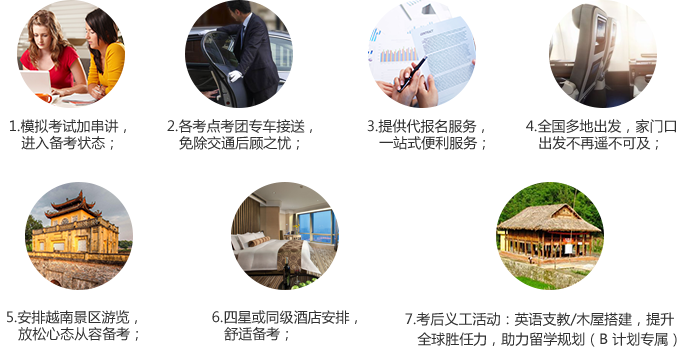 1.模拟考试加串讲，
进入备考状态；
2.各考点考团专车接送，
免除交通后顾之忧；
3.提供代报名服务，
一站式便利服务；
4.全国多地出发，家门口
出发不再遥不可及；
5.安排越南景区游览，
放松心态从容备考；
6.四星或同级酒店安排，
舒适备考；
7.考后义工活动：英语支教/木屋搭建，提升
全球胜任力，助力留学规划（B 计划专属）